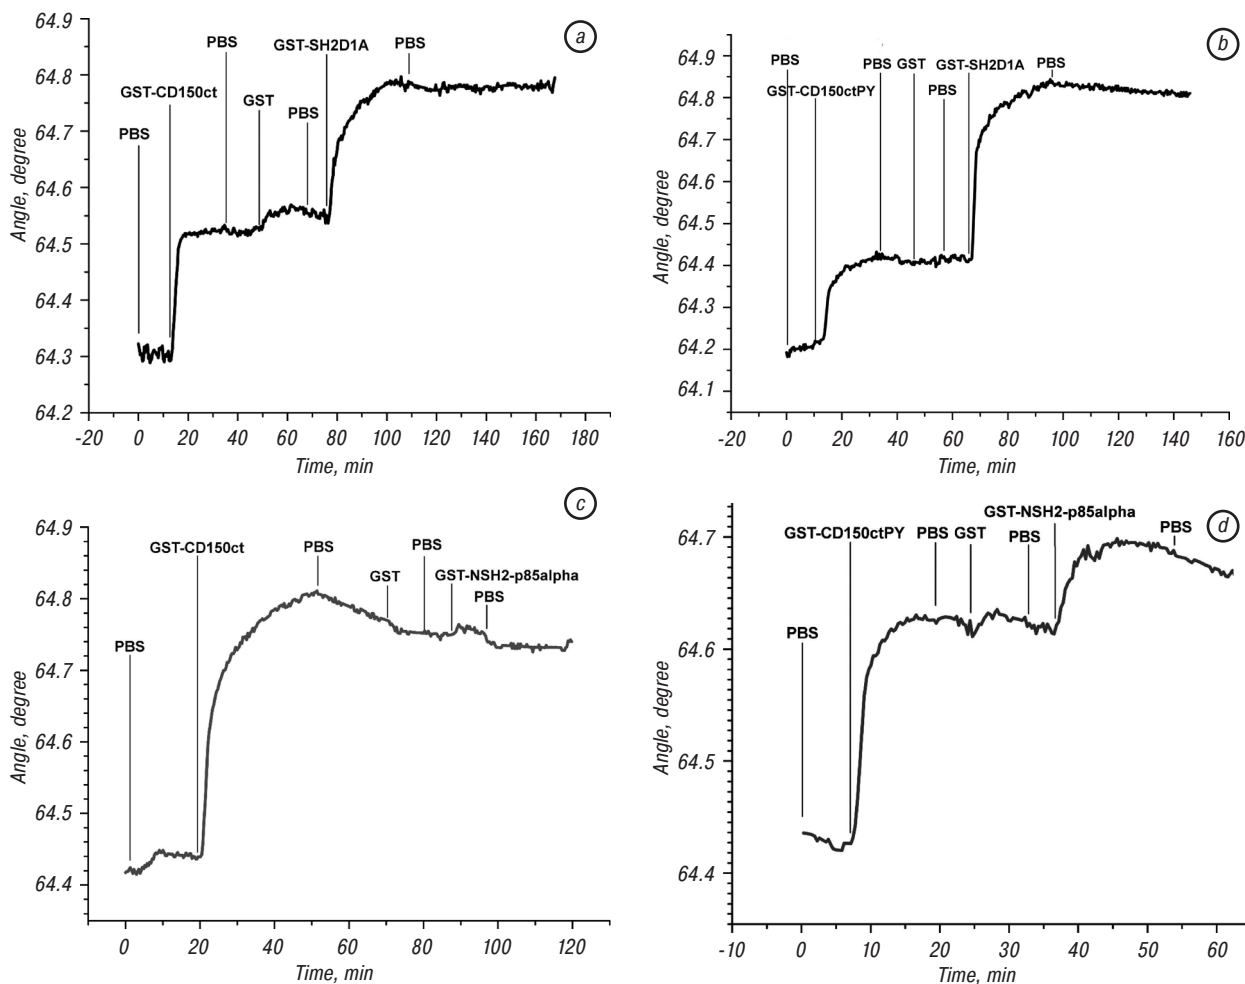 a
64.9
64.8
64.7
64.6
64.5
64.4
64.3
64.2
Angle, degree
PBS
GST-CD150ct
PBS
GST
PBS
GST-SH2D1A
PBS
-20 0 20 40 60 80 100 120 140 160 180
Time, min
b
64.9
64.8
64.7
64.6
64.5
64.4
64.3
64.2
64.1
Angle, degree
PBS
GST-CD150ctPY
PBS GST
PBS
GST-SH2D1A
PBS
-20 0 20 40 60 80 100 120 140 160
Time, min
c
64.9
64.8
64.7
64.6
64.5
64.4
Angle, degree
PBS
GST-CD150ct
PBS
GST
PBS
GST-NSH2-p85alpha
PBS
0 20 40 60 80 100 120
Time, min
d
64.7
64.6
64.5
64.4
Angle, degree
PBS
GST-CD150ctPY
PBS GST
PBS
GST-NSH2-p85alpha
PBS
-10 0 10 20 30 40 50 60
Time, min